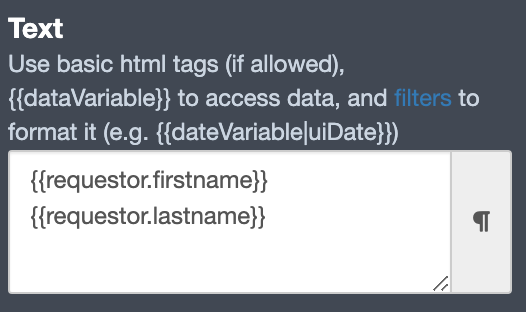 Text
Use basic html tags (if allowed),
{{dataVariable}} to access data, and filters to
format it (e.g. {{dateVariable|uiDate}})
{{requestor.firstname}}
{{requestor.lastname}}
¶